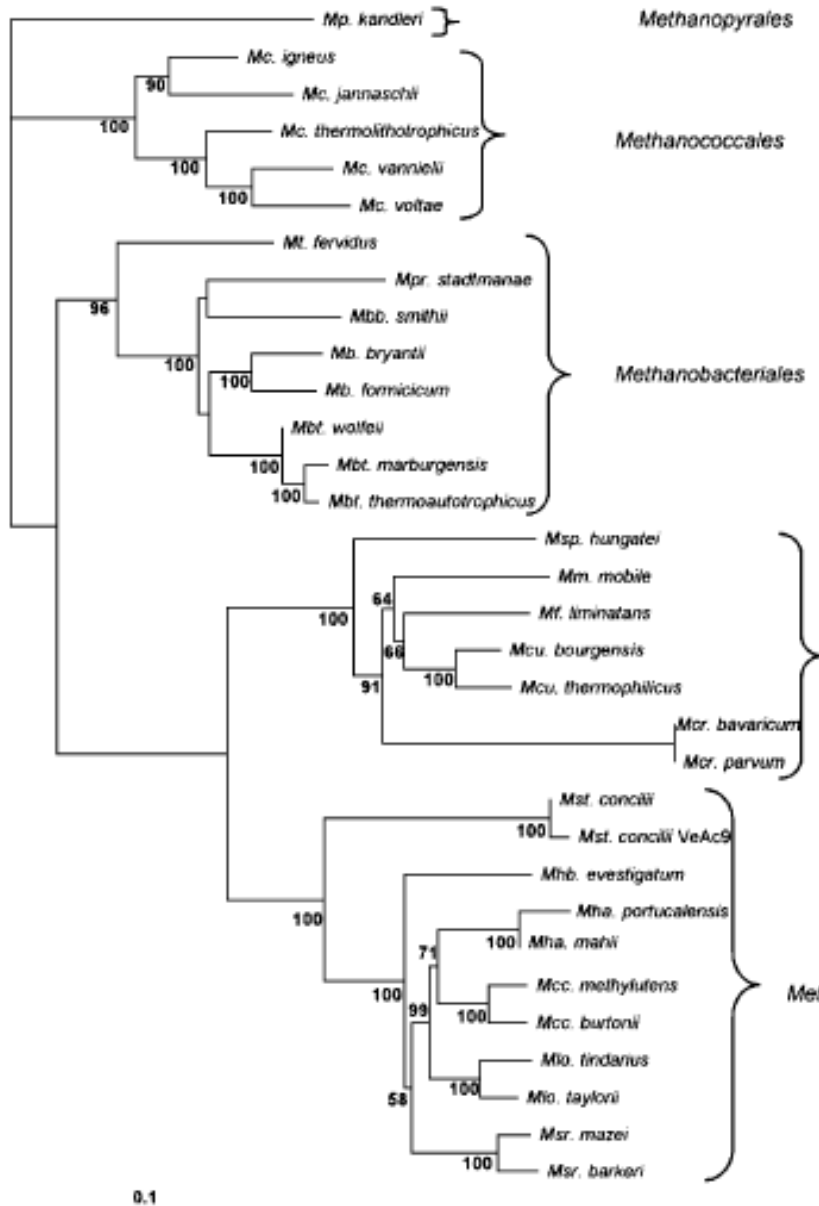 Mp. kandleri
Methanopyrales
Mc. igneus
90
Mc. jannaschii
100
Mc. thermolithotrophicus
Methanococcales
100
Mc. vannielii
100
Mc. voltae
Mt. fervidus
Mpr. stadtmanae
96
Mbb. smithii
100
Mb. bryantii
100
Mb. formicicum
Methanobacteriales
Mbt. wolfeii
100
Mbt. marburgensis
100
Mbt. thermoautotrophicus
Msp. hungatei
Mm. mobile
64
100
Mf. liminatans
66
Mcu. bourgensis
91
100
Mcu. thermophilicus
Mcr. bavaricum
Mcr. parvum
Mst. concilii
100
Mst. concilii VeAc9
Mhb. evestigatum
100
Mha. portucalensis
71
100
Mha. mahii
100
Mcc. methylutens
Met
99
100
Mcc. burtonii
Mlo. tindarius
58
100
Mlo. taylorii
Msr. mazei
100
Msr. barkeri
0.1